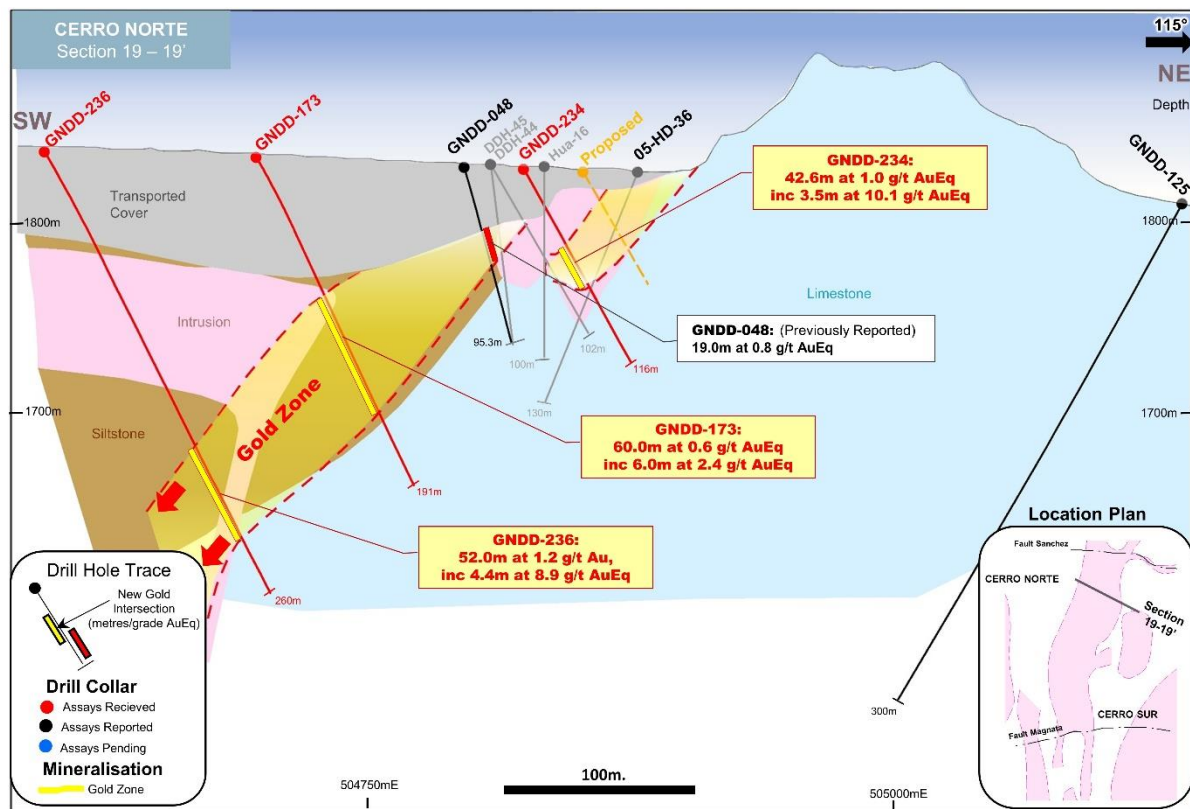 CERRO NORTE
Section 19 – 19'
115°
SW
NE
Depth
GNDD-236
GNDD-173
GNDD-048
DDH-45
DDH-44
GNDD-234
Hua-16
Proposed
05-HD-36
GNDD-125
Transported
Cover
1800m
1800m
GNDD-234:
42.6m at 1.0 g/t AuEq
inc 3.5m at 10.1 g/t AuEq
Intrusion
Limestone
GNDD-048: (Previously Reported)
19.0m at 0.8 g/t AuEq
95.3m
100m
102m
116m
130m
1700m
1700m
Siltstone
Gold Zone
GNDD-173:
60.0m at 0.6 g/t AuEq
inc 6.0m at 2.4 g/t AuEq
191m
GNDD-236:
52.0m at 1.2 g/t Au,
inc 4.4m at 8.9 g/t AuEq
260m
300m
Drill Hole Trace
New Gold
Intersection
(metres/grade AuEq)
Drill Collar
Assays Recieved
Assays Reported
Assays Pending
Mineralisation
Gold Zone
504750mE
100m.
505000mE
Location Plan
Fault Sanchez
CERRO NORTE
Section
19-19'
CERRO SUR
Fault Magnata